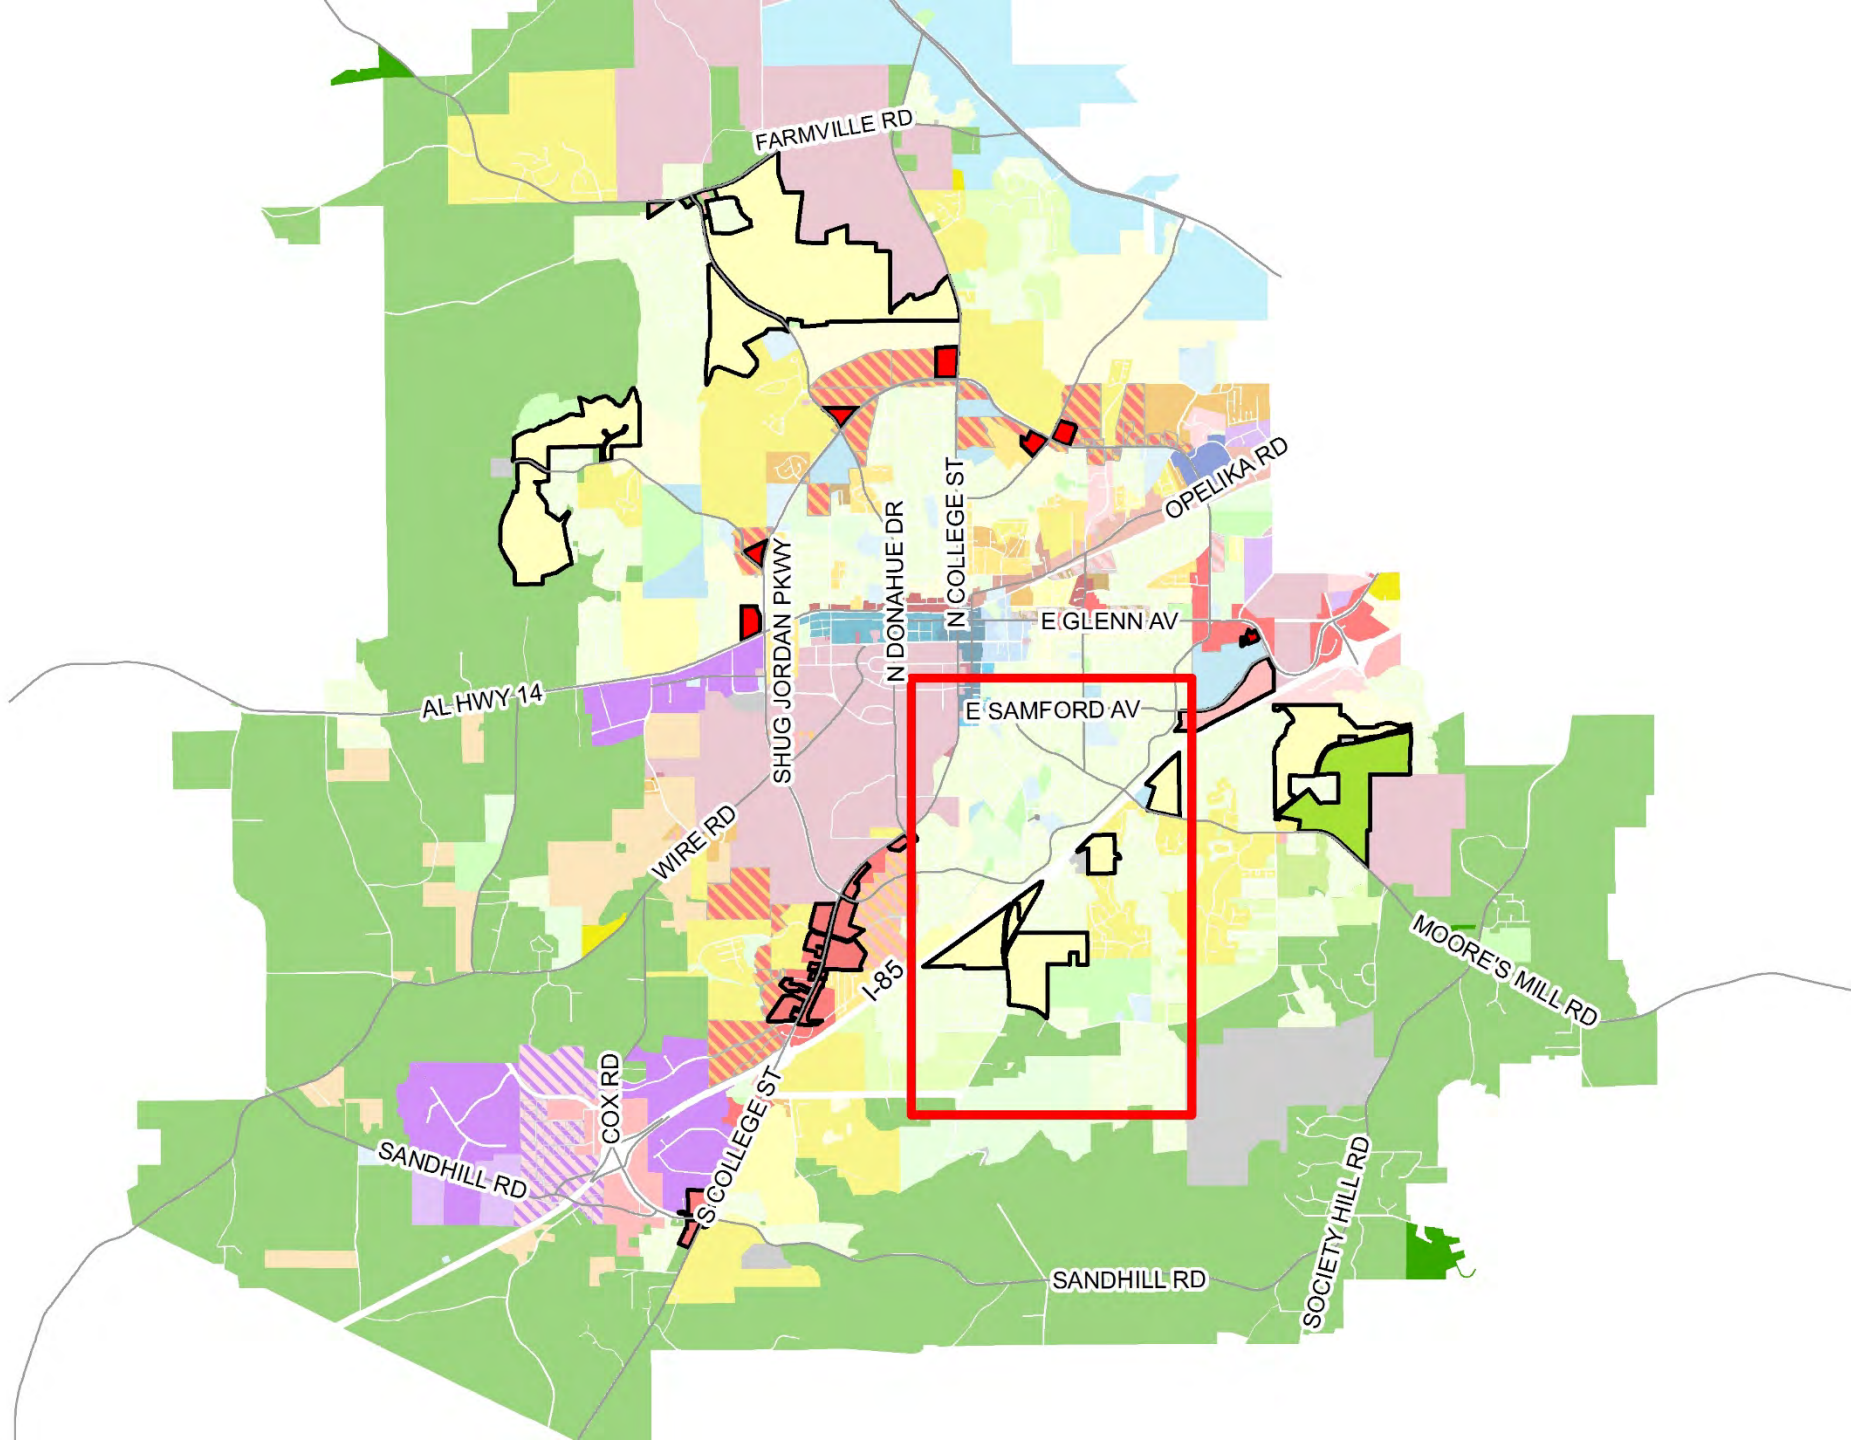 FARMVILLE RD
OPELIKA RD
N COLLEGE ST
N DONAHUE DR
SHUG JORDAN PKWY
E GLENN AV
AL HWY 14
E SAMFORD AV
WIRE RD
I-85
MOORE'S MILL RD
COX RD
S COLLEGE ST
SANDHILL RD
SOCIETY HILL RD
SANDHILL RD